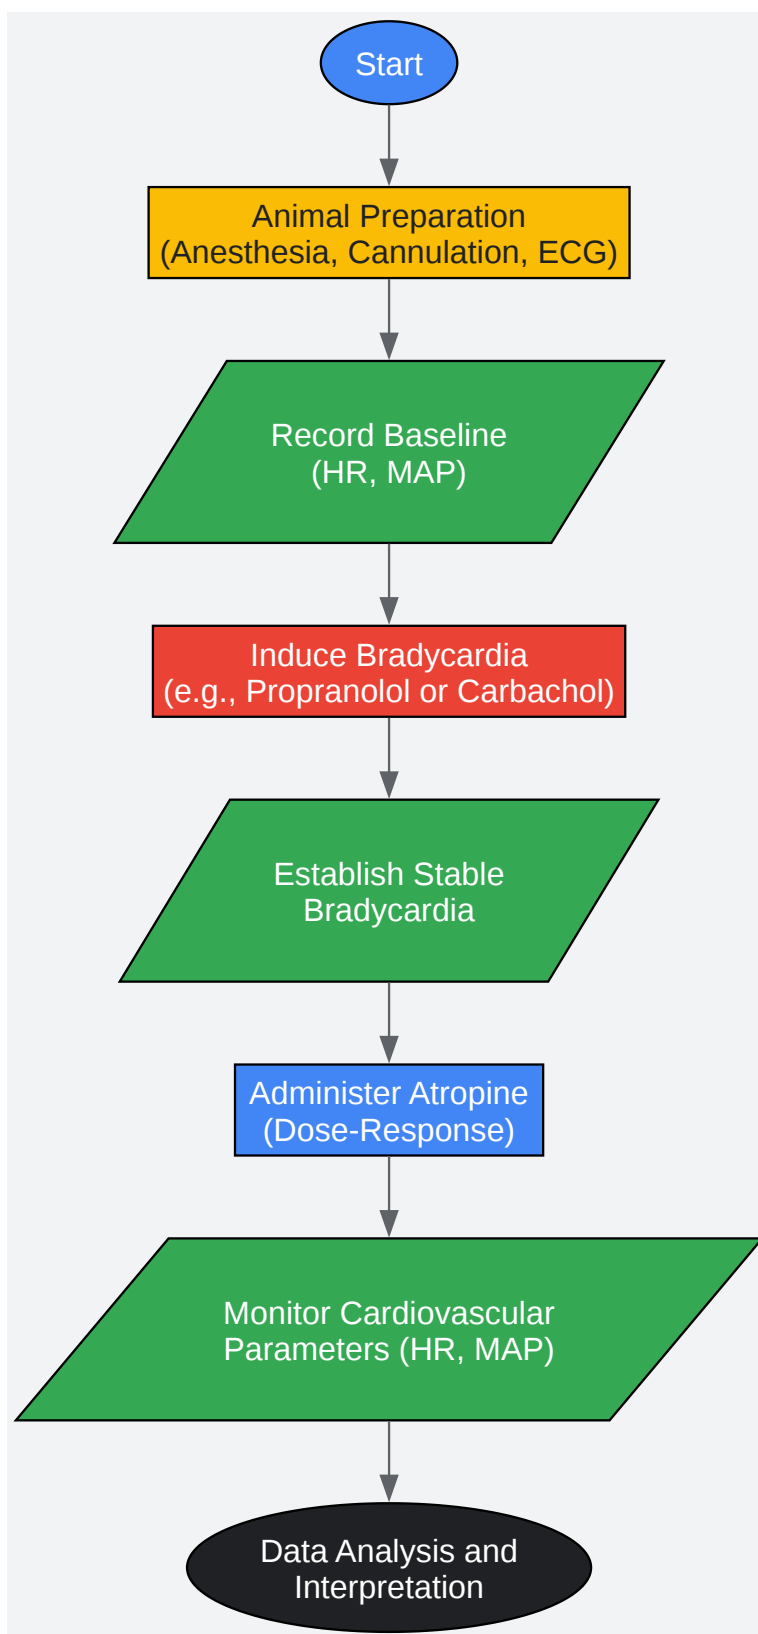 Start
Animal Preparation
(Anesthesia, Cannulation, ECG)
Record Baseline
(HR, MAP)
Induce Bradycardia
(e.g., Propranolol or Carbachol)
Establish Stable
Bradycardia
Administer Atropine
(Dose-Response)
Monitor Cardiovascular
Parameters (HR, MAP)
Data Analysis and
Interpretation